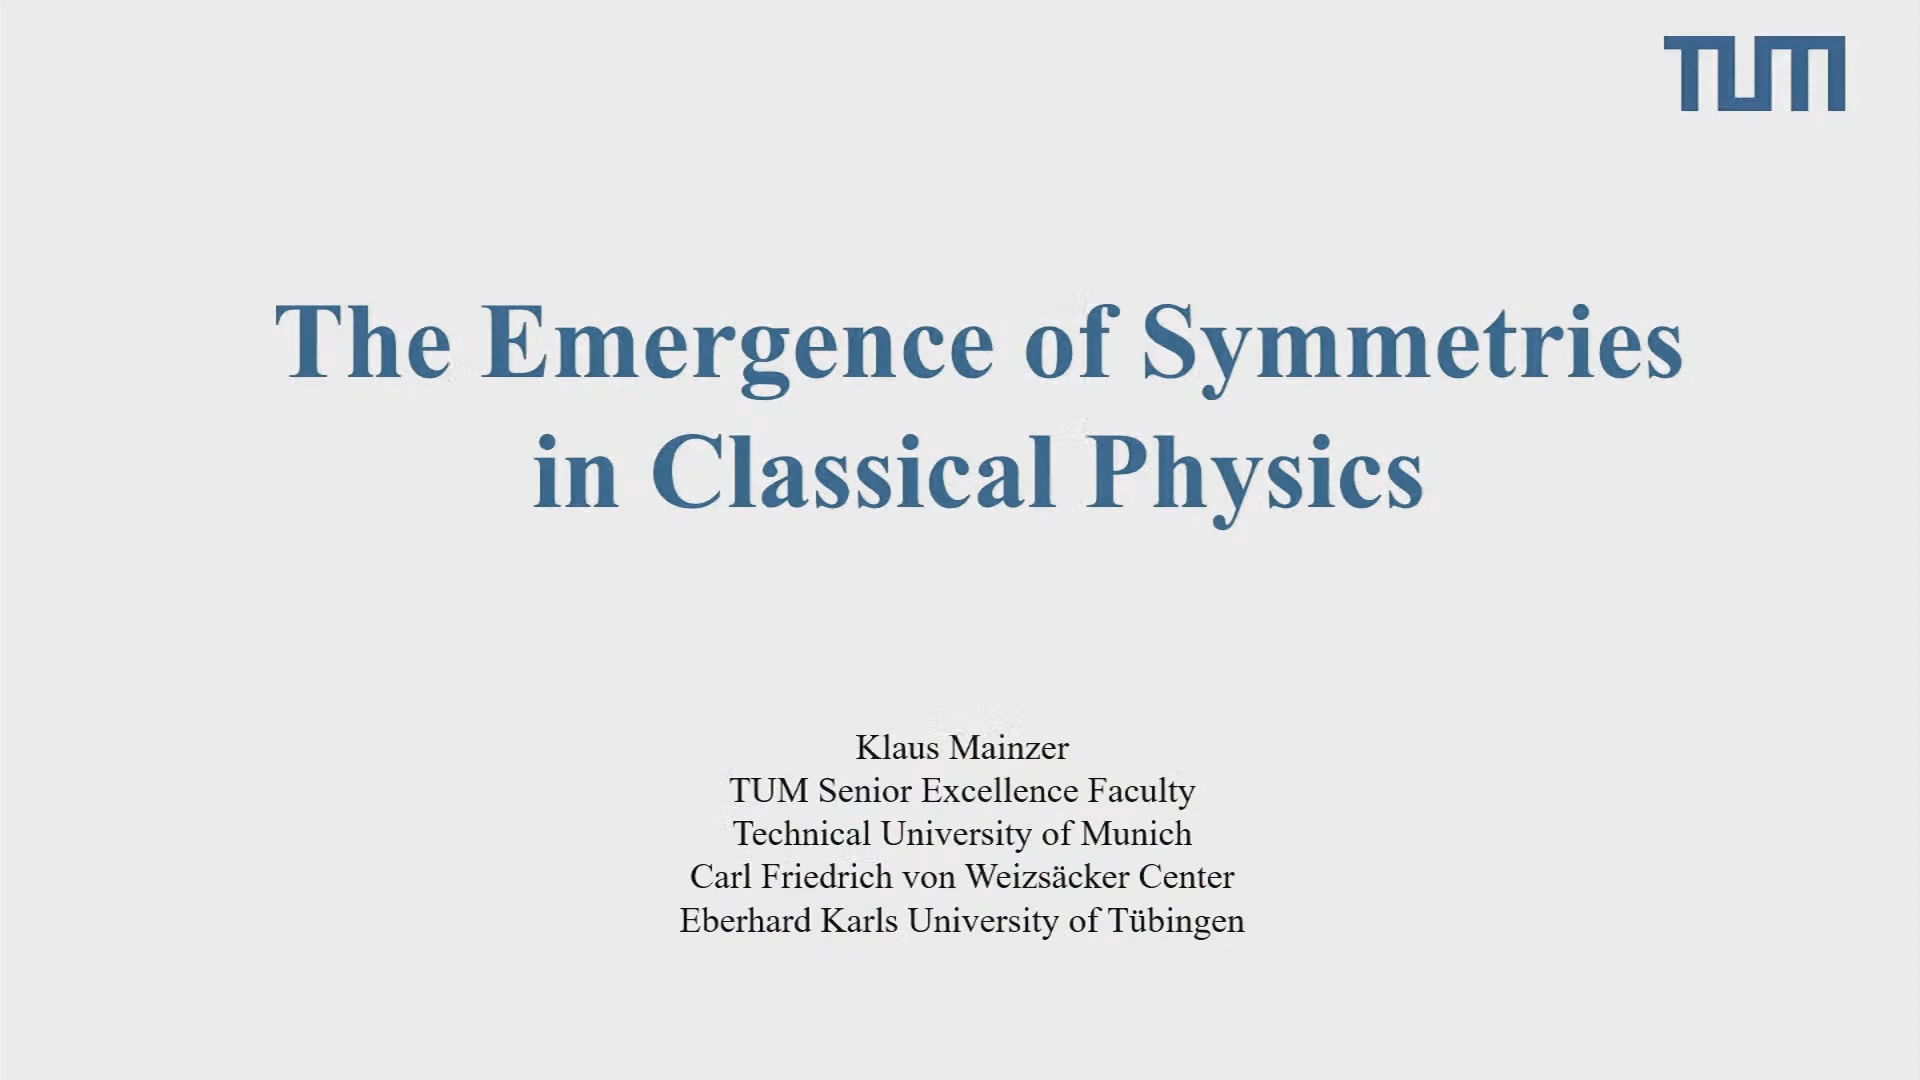 TUM
The Emergence of Symmetries
in Classical Physics
Klaus Mainzer
TUM Senior Excellence Faculty
Technical University of Munich
Carl Friedrich von Weizsäcker Center
Eberhard Karls University of Tübingen